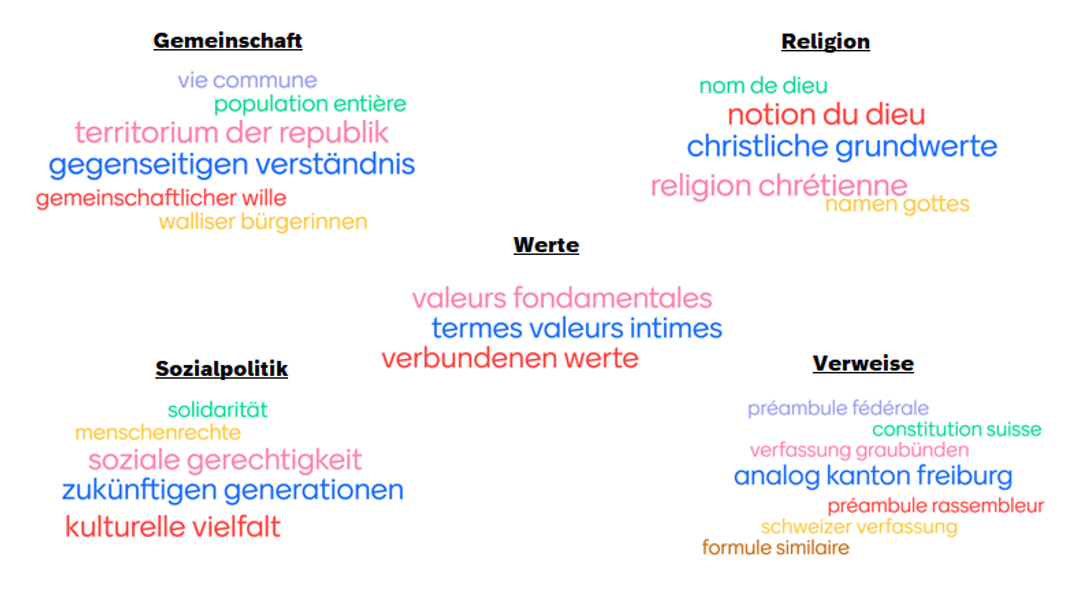 Gemeinschaft
vie commune
population entière
territorium der republik
gegenseitigen verständnis
gemeinschaftlicher wille
walliser bürgerinnen
Religion
nom de dieu
notion du dieu
christliche grundwerte
religion chrétienne
namen gottes
Werte
valeurs fondamentales
termes valeurs intimes
verbundenen werte
Sozialpolitik
solidarität
menschenrechte
soziale gerechtigkeit
zukünftigen generationen
kulturelle vielfalt
Verweise
préambule fédérale
constitution suisse
verfassung graubünden
analog kanton freiburg
préambule rassembleur
schweizer verfassung
formule similaire